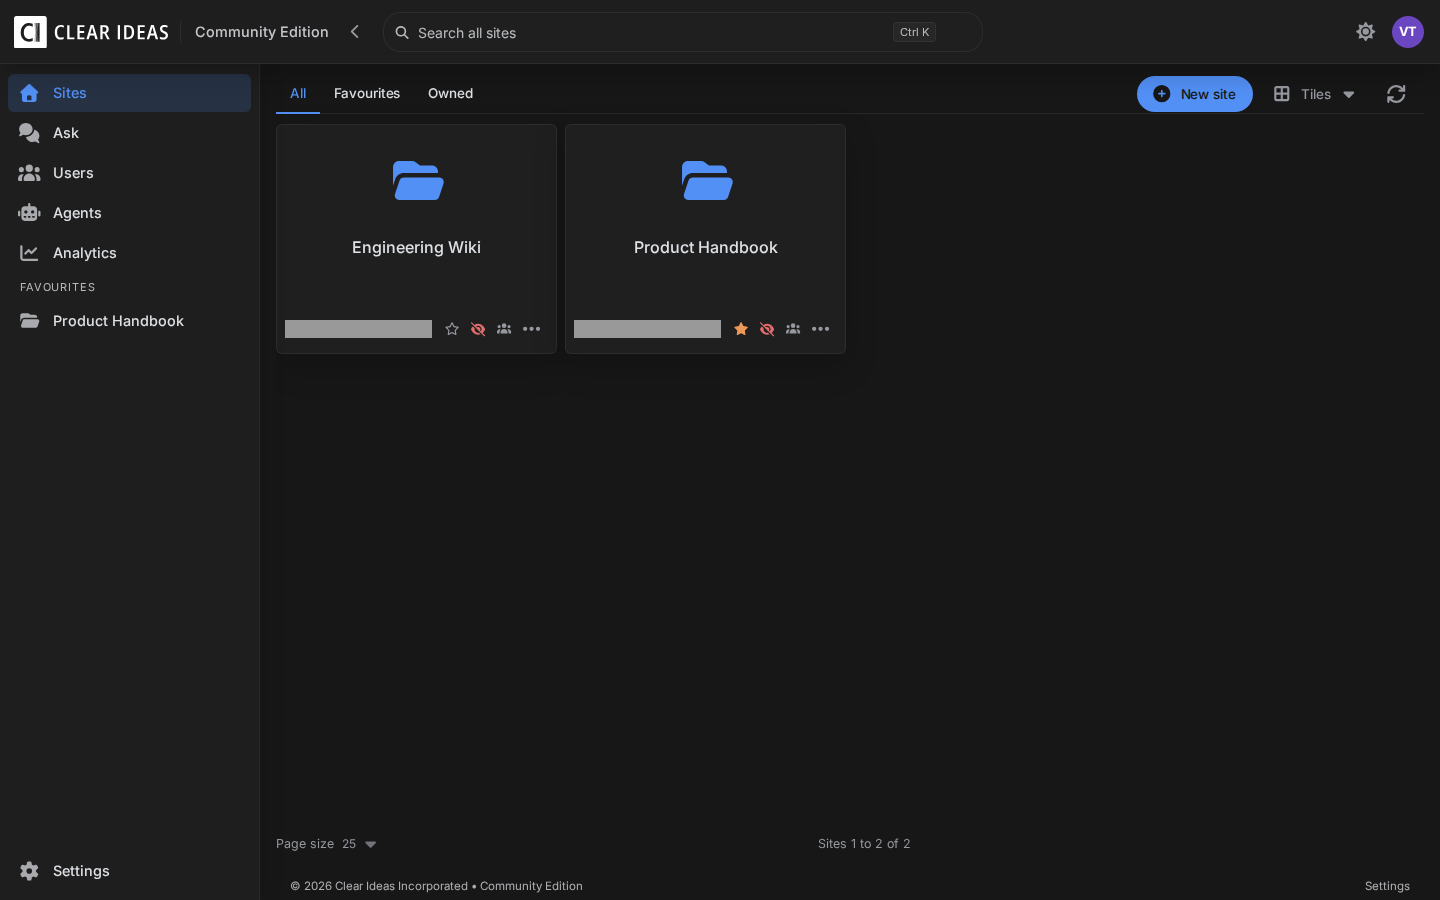 CI CLEAR IDEAS
Community Edition
Search all sites
Ctrl K
VT
Sites
Ask
Users
Agents
Analytics
FAVOURITES
Product Handbook
Settings
All
Favourites
Owned
New site
Tiles
Engineering Wiki
Product Handbook
Page size 25
Sites 1 to 2 of 2
© 2026 Clear Ideas Incorporated • Community Edition
Settings